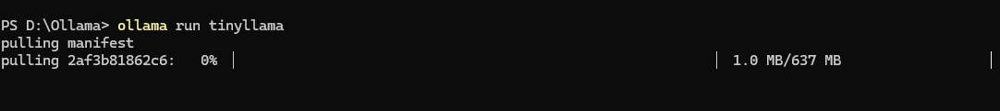 PS D:\Ollama> ollama run tinyllama
pulling manifest
pulling 2af3b81862c6:   0% |                                                          | 1.0 MB/637 MB                  |